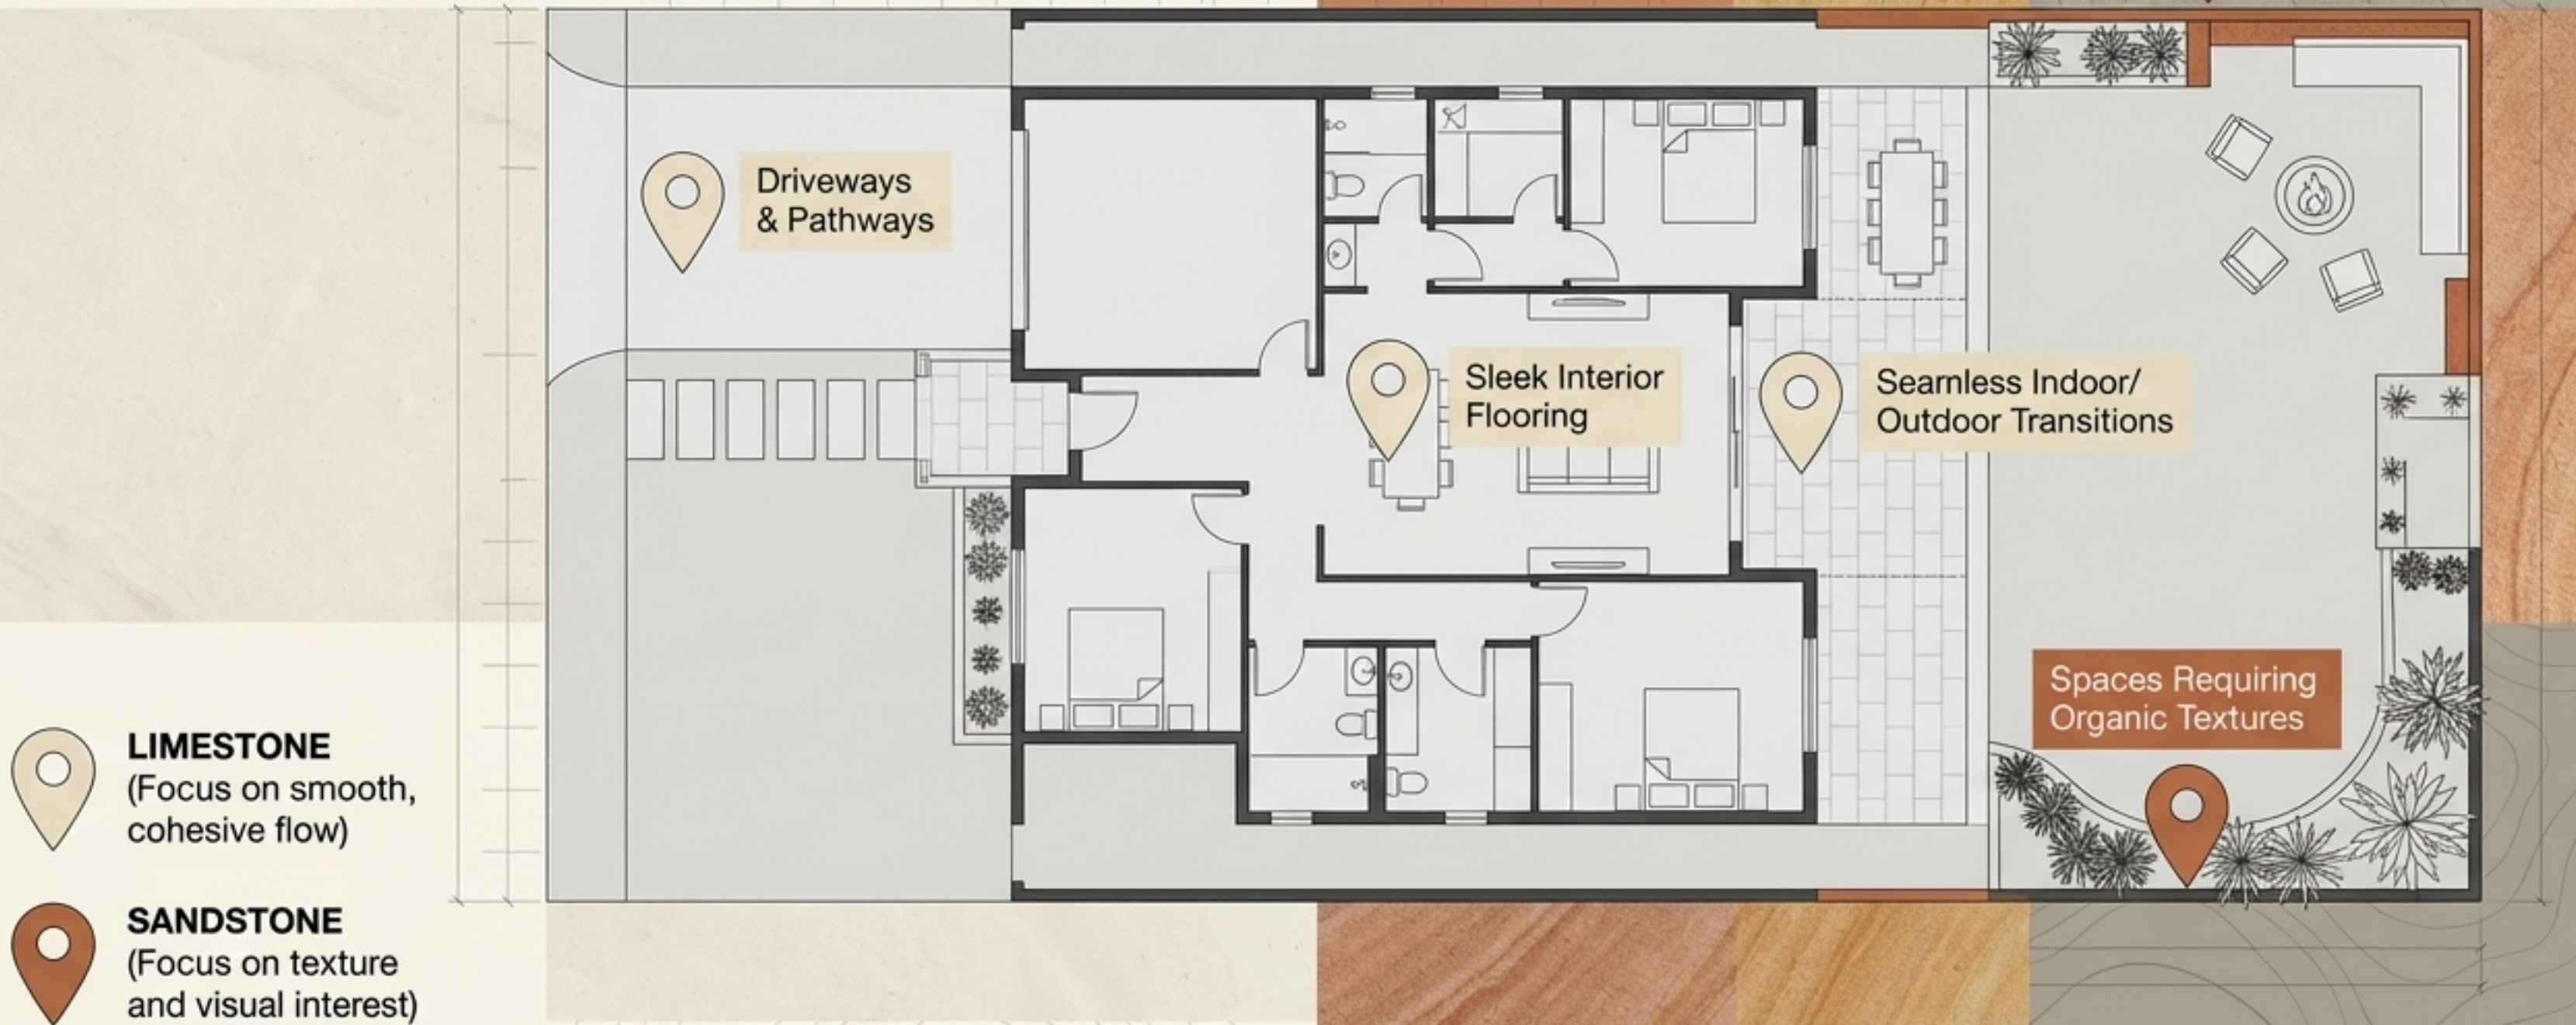 Driveways
& Pathways
Sleek Interior
Flooring
Seamless Indoor/
Outdoor Transitions
Spaces Requiring
Organic Textures
LIMESTONE
(Focus on smooth,
cohesive flow)
SANDSTONE
(Focus on texture
and visual interest)